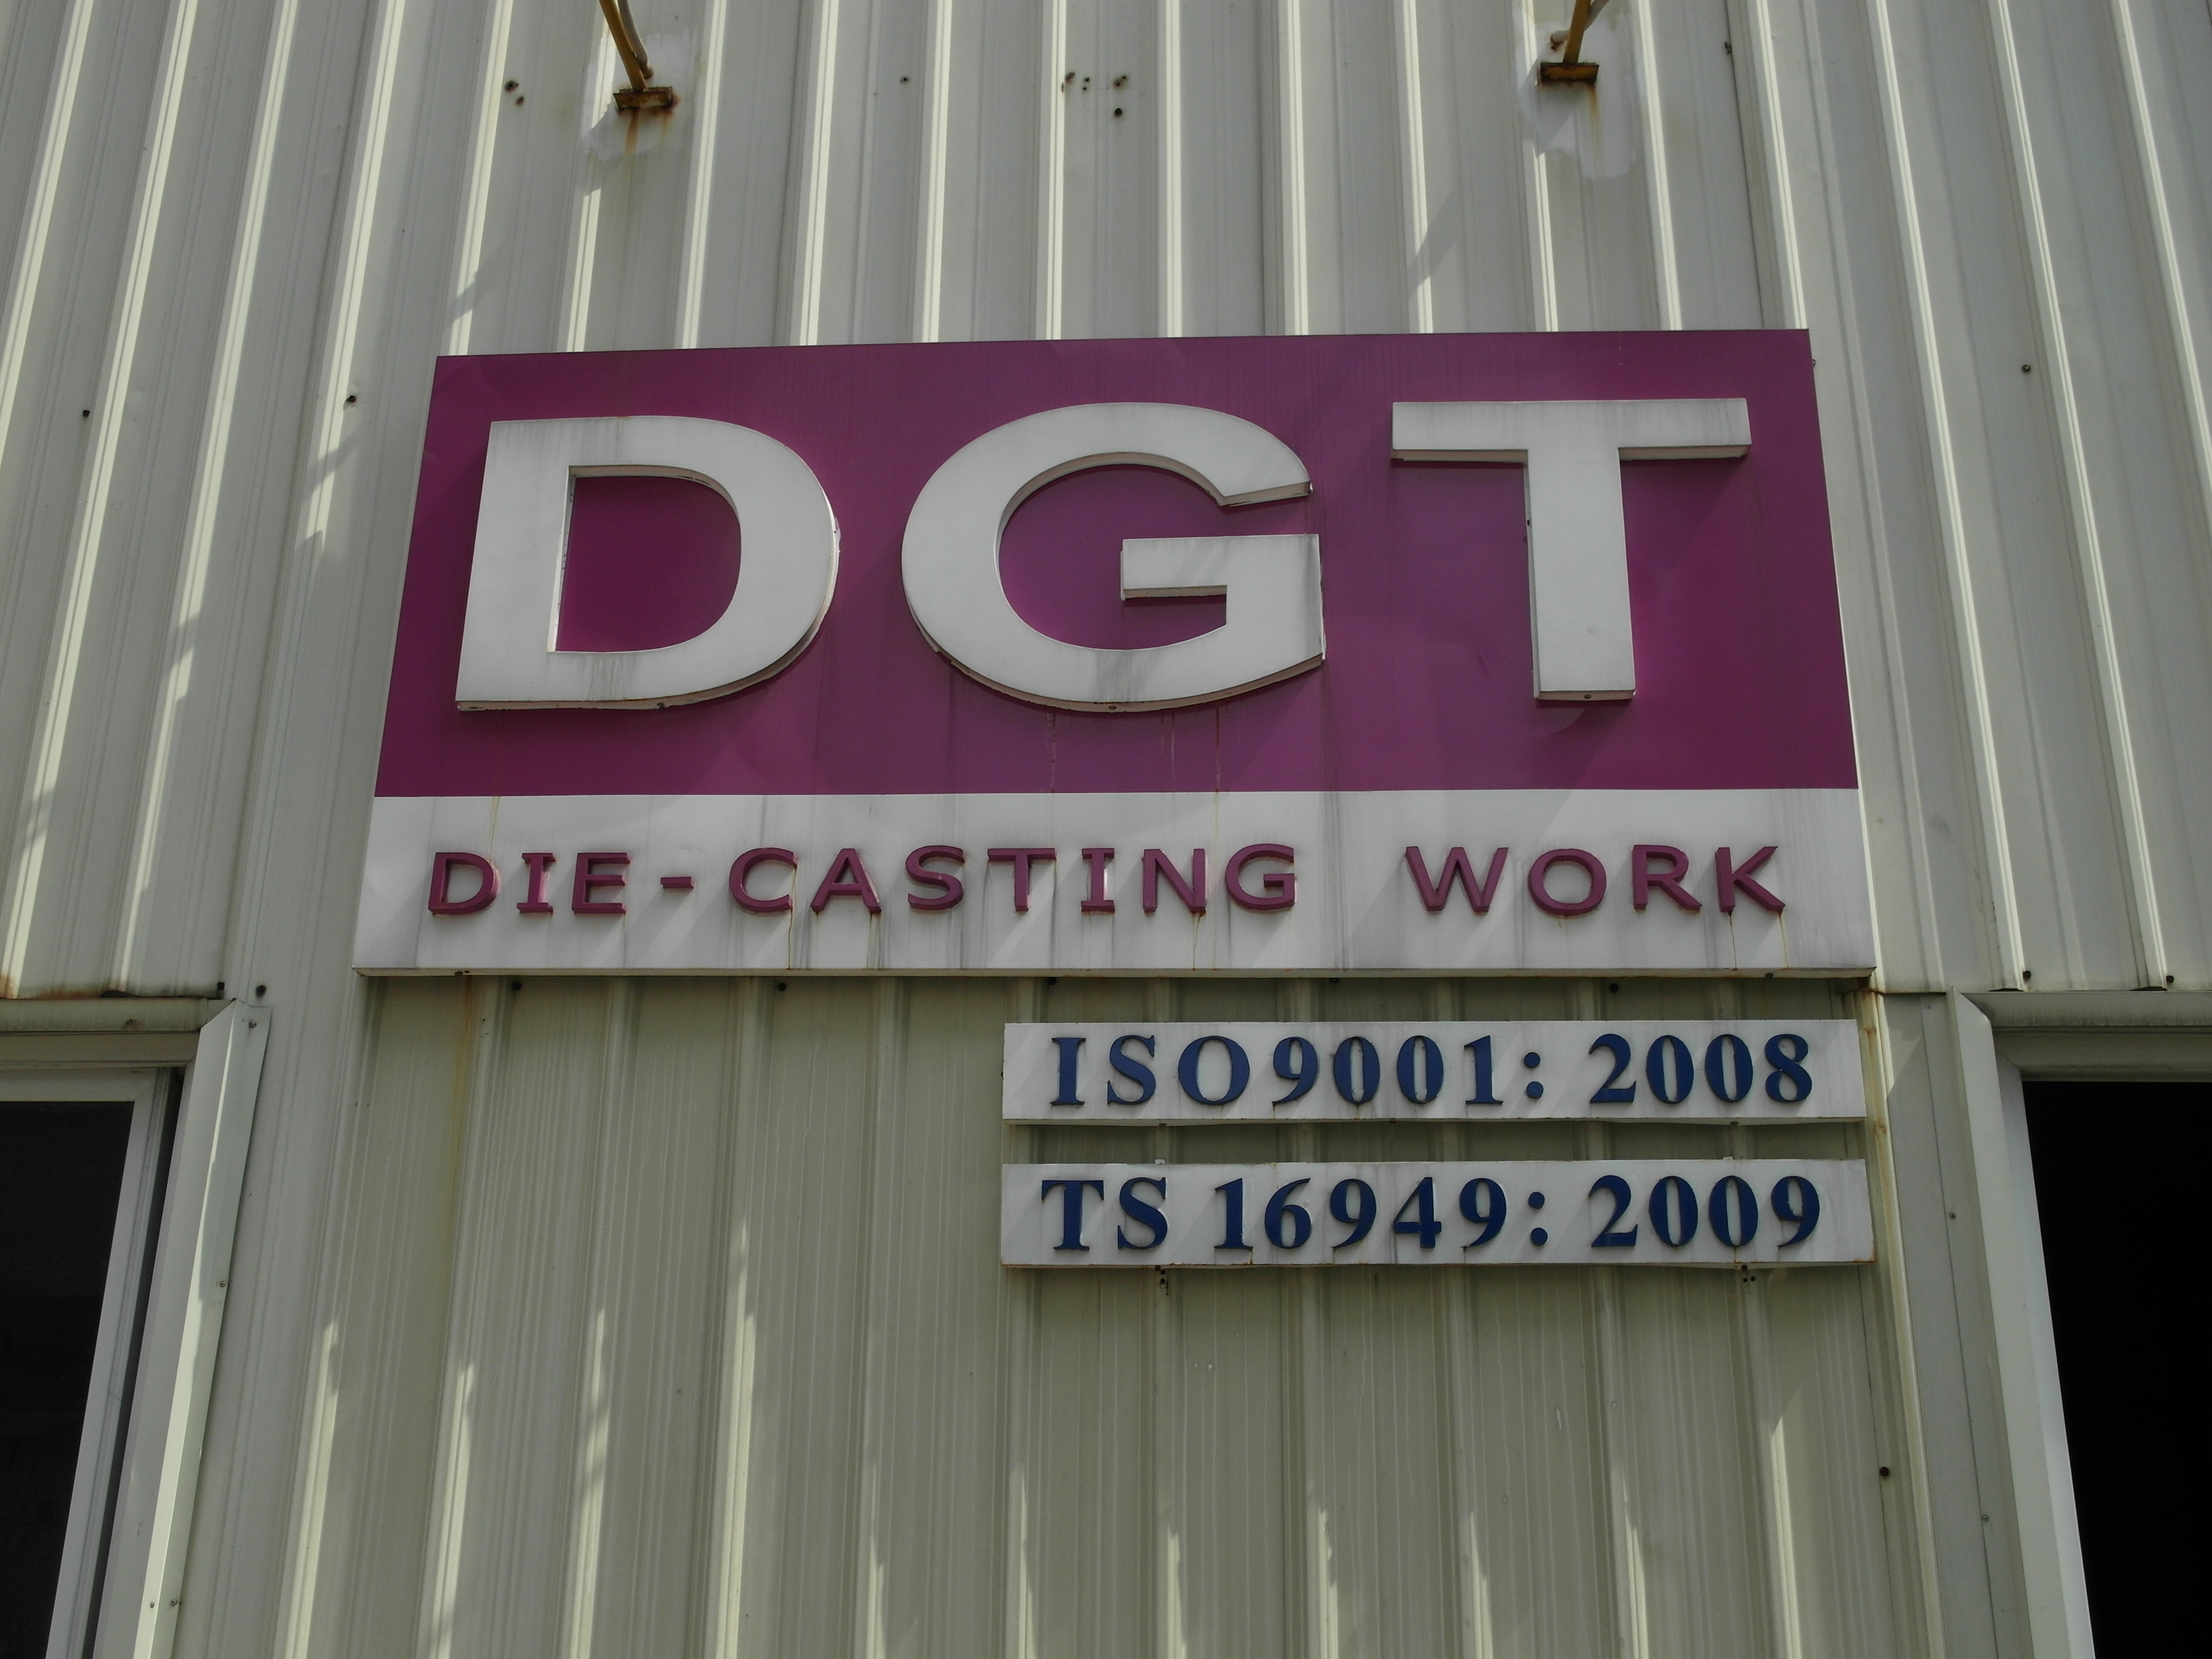 DGT
DIE-CASTING WORK
ISO9001: 2008
TS 16949: 2009